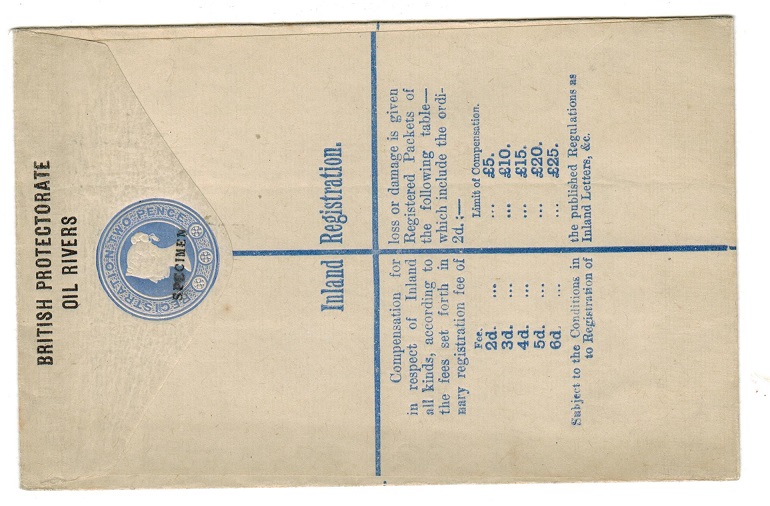 BRITISH PROTECTORATE
OIL RIVERS
REGISTRATION TWO PENCE
SPECIMEN
Inland Registration.
Compensation for loss or damage is given
in respect of Inland Registered Packets of
all kinds, according to the following table—
the fees set forth in which include the ordi-
nary registration fee of 2d.:—
Fee. Limit of Compensation.
2d. ... ... £5.
3d. ... ... £10.
4d. ... ... £15.
5d. ... ... £20.
6d. ... ... £25.
Subject to the Conditions in the published Regulations as
to Registration of Inland Letters, &c.